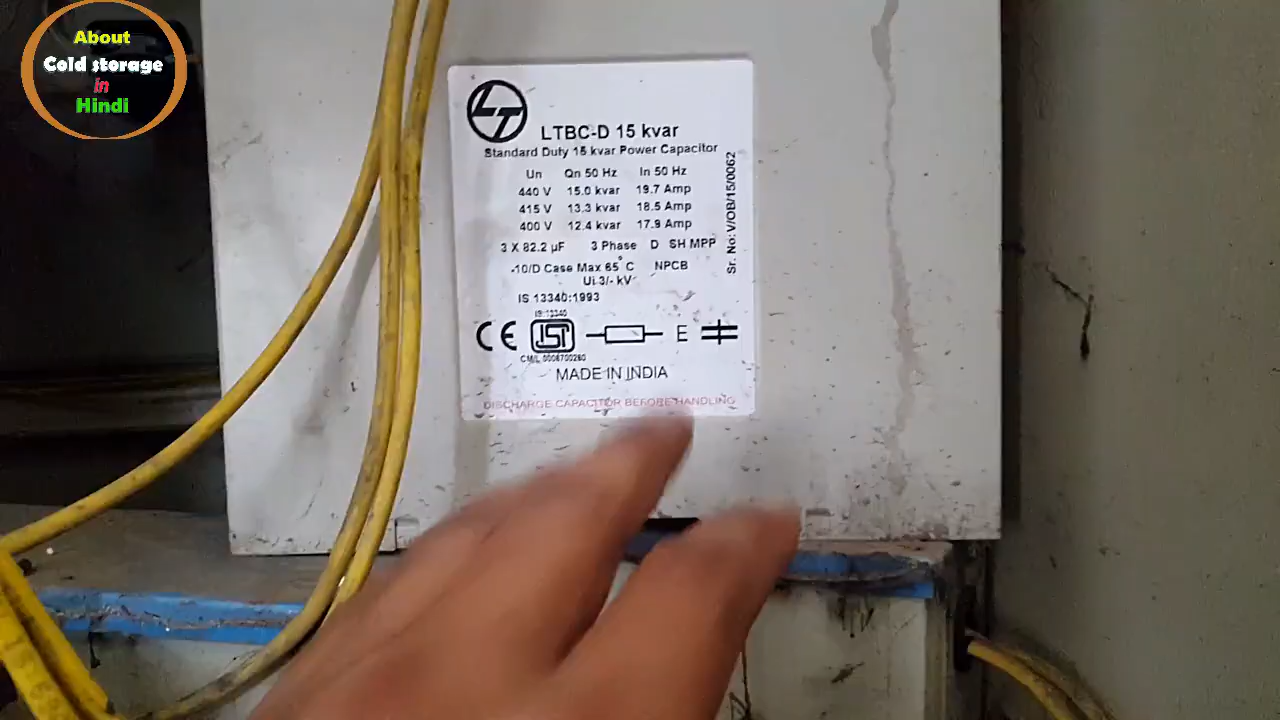 About
Cold storage
in
Hindi
LT
LTBC-D 15 kvar
Standard Duty 15 kvar Power Capacitor
Un Qn 50 Hz In 50 Hz
440 V 15.0 kvar 19.7 Amp
415 V 13.3 kvar 18.5 Amp
400 V 12.4 kvar 17.9 Amp
3 X 82.2 µF 3 Phase D SH MPP
-10/D Case Max 65°C NPCB
Ui 3/- kV
IS 13340:1993
IS:13340
CE ISI E
CM/L 0006700280
MADE IN INDIA
DISCHARGE CAPACITOR BEFORE HANDLING
Sr. No: V/OB/15/0062